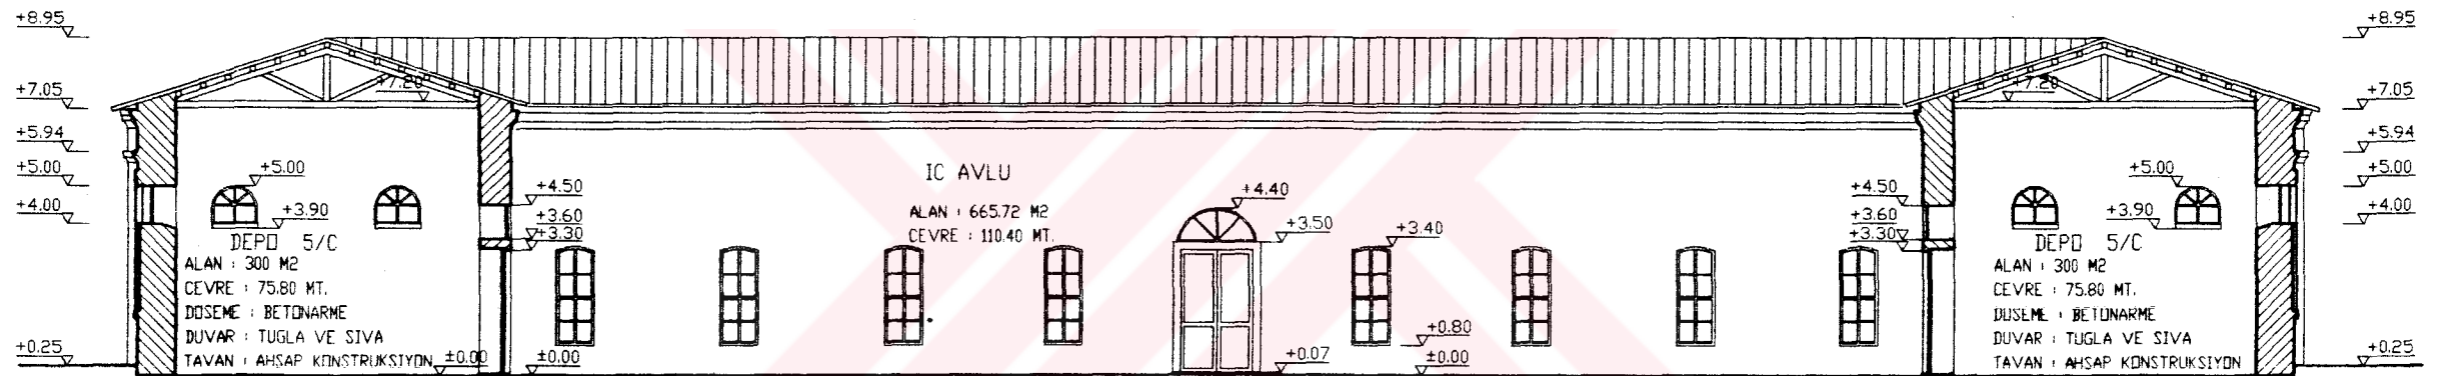 +8.95
+7.05
+5.94
+5.00
+4.00
+0.25
+7.20
+5.00
+3.90
DEPO 5/C
ALAN : 300 M2
CEVRE : 75.80 MT.
DOSEME : BETONARME
DUVAR : TUGLA VE SIVA
TAVAN : AHSAP KONSTRUKSIYON
±0.00
+4.50
+3.60
+3.30
±0.00
IC AVLU
ALAN : 665.72 M2
CEVRE : 110.40 MT.
+4.40
+3.50
+3.40
+0.80
+0.07
±0.00
+4.50
+3.60
+3.30
+7.20
+5.00
+3.90
DEPO 5/C
ALAN : 300 M2
CEVRE : 75.80 MT.
DOSEME : BETONARME
DUVAR : TUGLA VE SIVA
TAVAN : AHSAP KONSTRUKSIYON
+8.95
+7.05
+5.94
+5.00
+4.00
+0.25